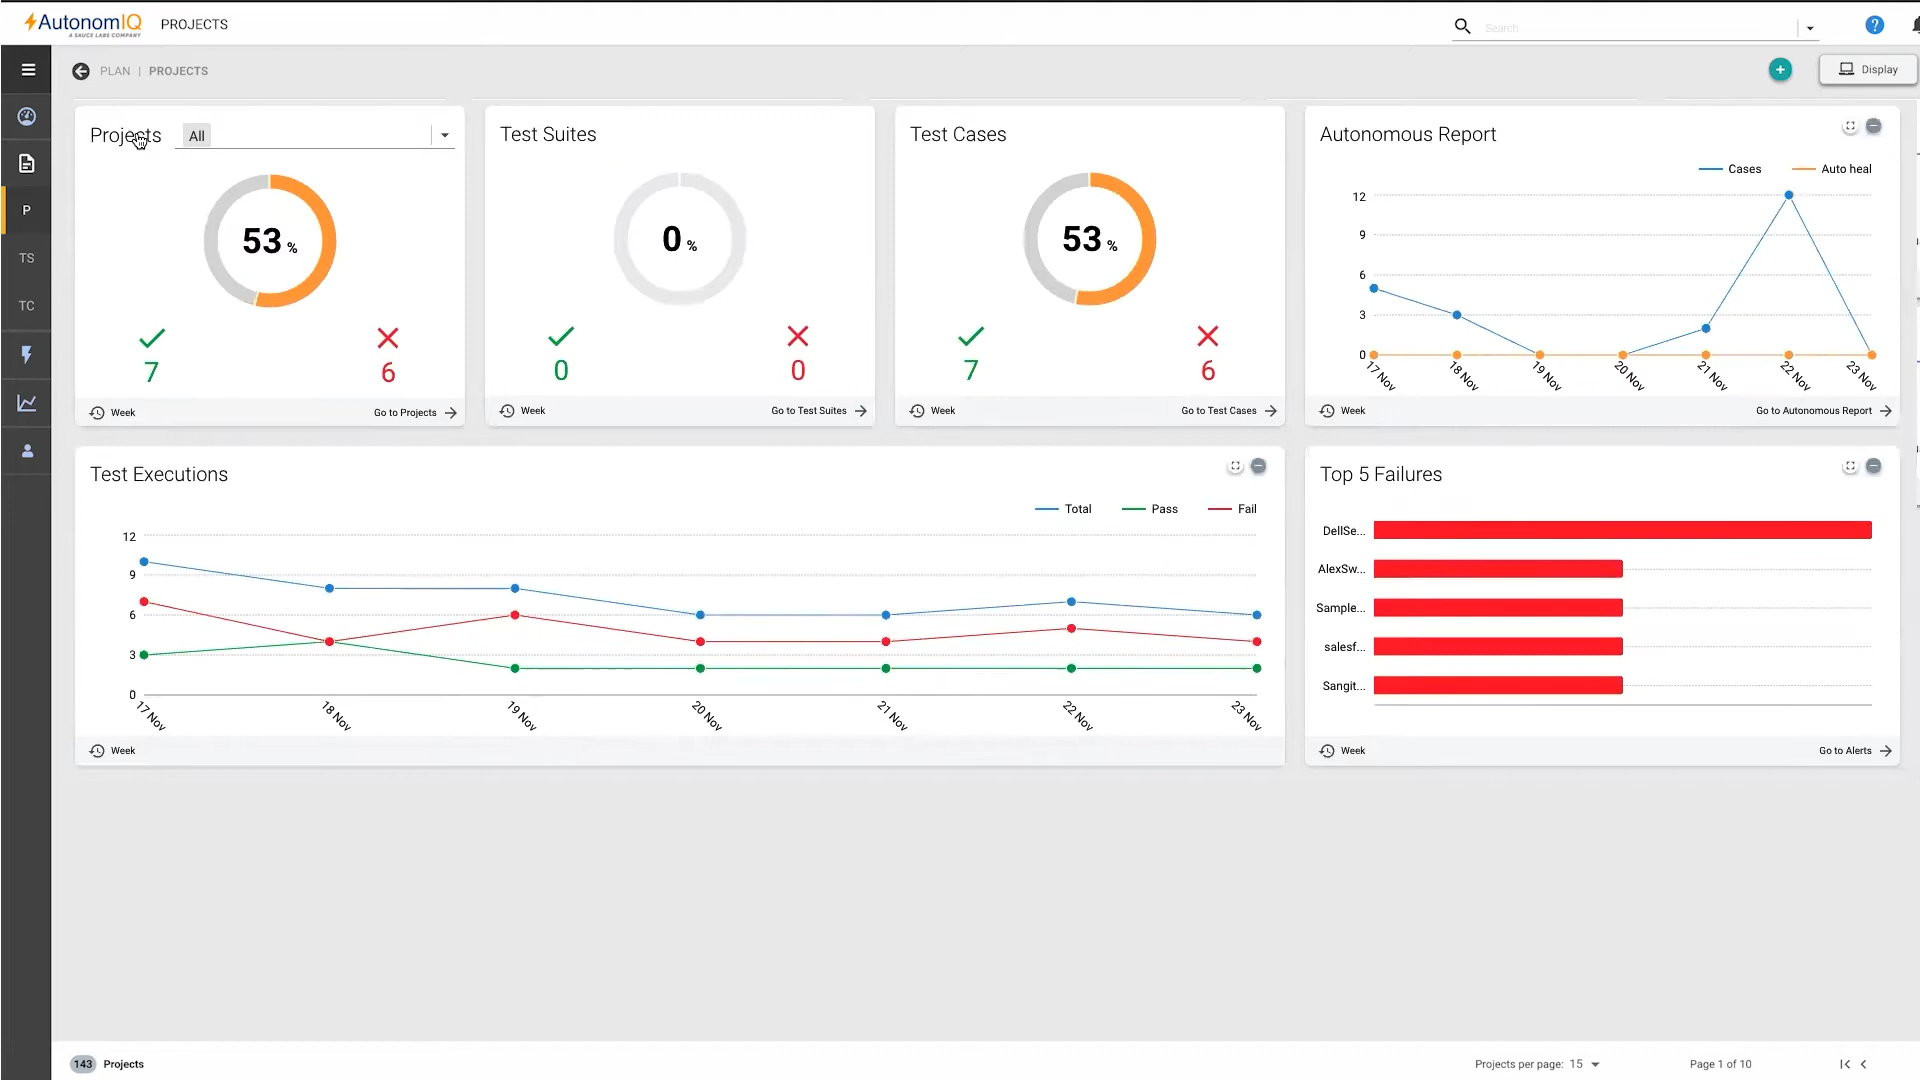 AutonomIQ PROJECTS Search ?
A SAUCE LABS COMPANY
PLAN | PROJECTS + Display
Projects All
Test Suites
Test Cases
Autonomous Report
Cases Auto heal
53 %
0 %
53 %
12
9
6
3
0
17 Nov 18 Nov 19 Nov 20 Nov 21 Nov 22 Nov 23 Nov
7 6
0 0
7 6
Week Go to Projects
Week Go to Test Suites
Week Go to Test Cases
Week Go to Autonomous Report
P
TS
TC
Test Executions
Total Pass Fail
12
9
6
3
0
17 Nov 18 Nov 19 Nov 20 Nov 21 Nov 22 Nov 23 Nov
Week
Top 5 Failures
DellSe...
AlexSw...
Sample...
salesf...
Sangit...
Week Go to Alerts
143 Projects Projects per page: 15 Page 1 of 10